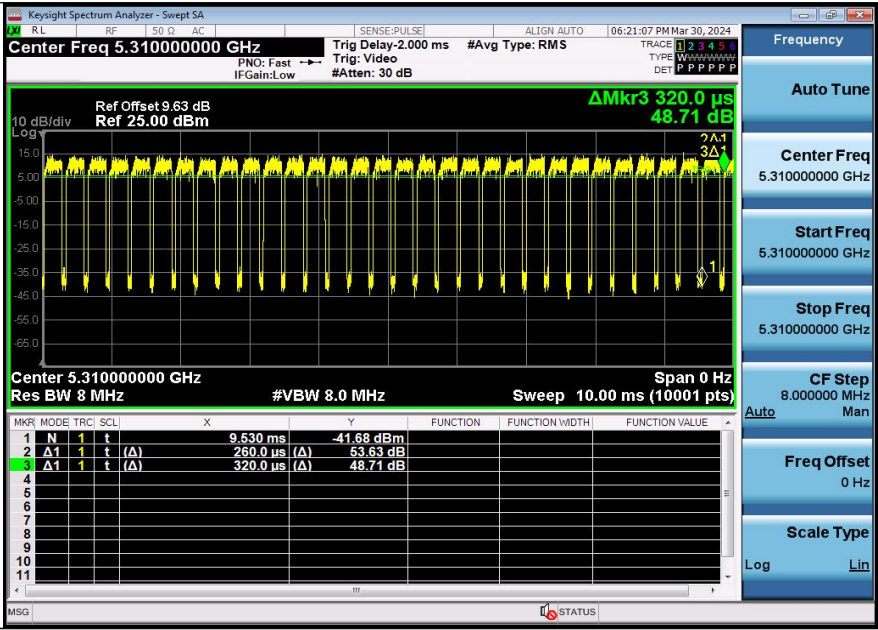 Keysight Spectrum Analyzer - Swept SA
LXI RL RF 50 Ω AC SENSE:PULSE ALIGN AUTO 06:21:07 PM Mar 30, 2024
Center Freq 5.310000000 GHz
PNO: Fast
IFGain:Low
Trig Delay-2.000 ms
Trig: Video
#Atten: 30 dB
#Avg Type: RMS
TRACE 1 2 3 4 5 6
TYPE WWWWWW
DET P P P P P P
Ref Offset 9.63 dB
10 dB/div Ref 25.00 dBm
Log
ΔMkr3 320.0 µs
48.71 dB
15.0
5.00
-5.00
-15.0
-25.0
-35.0
-45.0
-55.0
-65.0
2Δ1
3Δ1
1
Center 5.310000000 GHz Span 0 Hz
Res BW 8 MHz #VBW 8.0 MHz Sweep 10.00 ms (10001 pts)
MKR MODE TRC SCL X Y FUNCTION FUNCTION WIDTH FUNCTION VALUE
1 N 1 t 9.530 ms -41.68 dBm
2 Δ1 1 t (Δ) 260.0 µs (Δ) 53.63 dB
3 Δ1 1 t (Δ) 320.0 µs (Δ) 48.71 dB
4
5
6
7
8
9
10
11
MSG STATUS
Frequency
Auto Tune
Center Freq
5.310000000 GHz
Start Freq
5.310000000 GHz
Stop Freq
5.310000000 GHz
CF Step
8.000000 MHz
Auto Man
Freq Offset
0 Hz
Scale Type
Log Lin